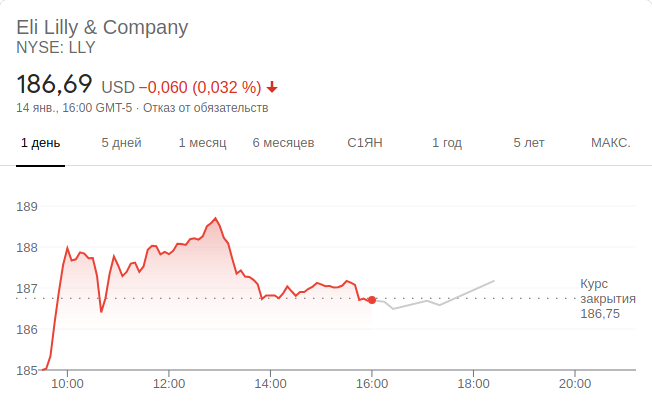 Eli Lilly & Company
NYSE: LLY
186,69 USD −0,060 (0,032 %)
14 янв., 16:00 GMT-5 · Отказ от обязательств
1 день 5 дней 1 месяц 6 месяцев С1ЯН 1 год 5 лет МАКС.
189
188
187
186
185
Курс
закрытия
186,75
10:00 12:00 14:00 16:00 18:00 20:00